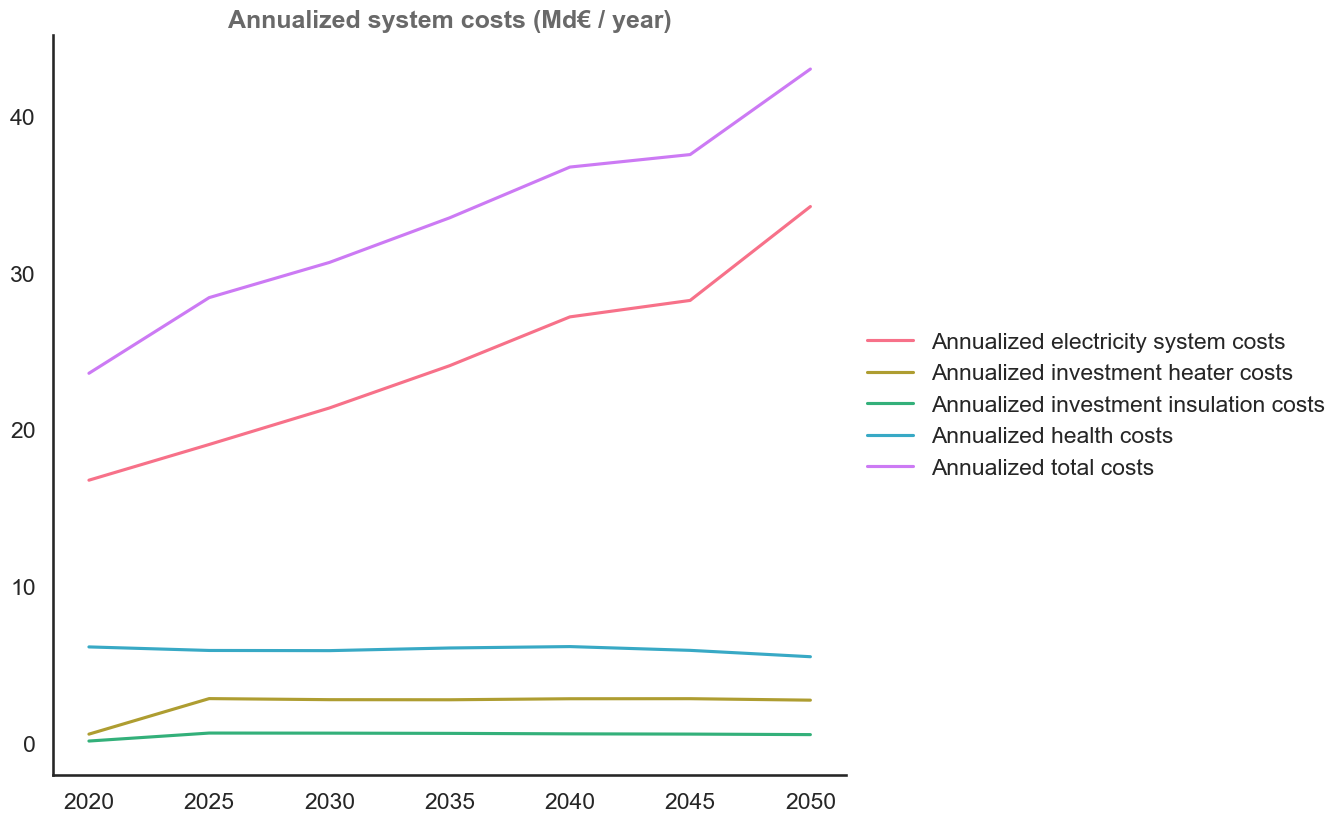 Annualized system costs (Md€ / year)
40
30
20
10
0
2020 2025 2030 2035 2040 2045 2050
Annualized electricity system costs
Annualized investment heater costs
Annualized investment insulation costs
Annualized health costs
Annualized total costs